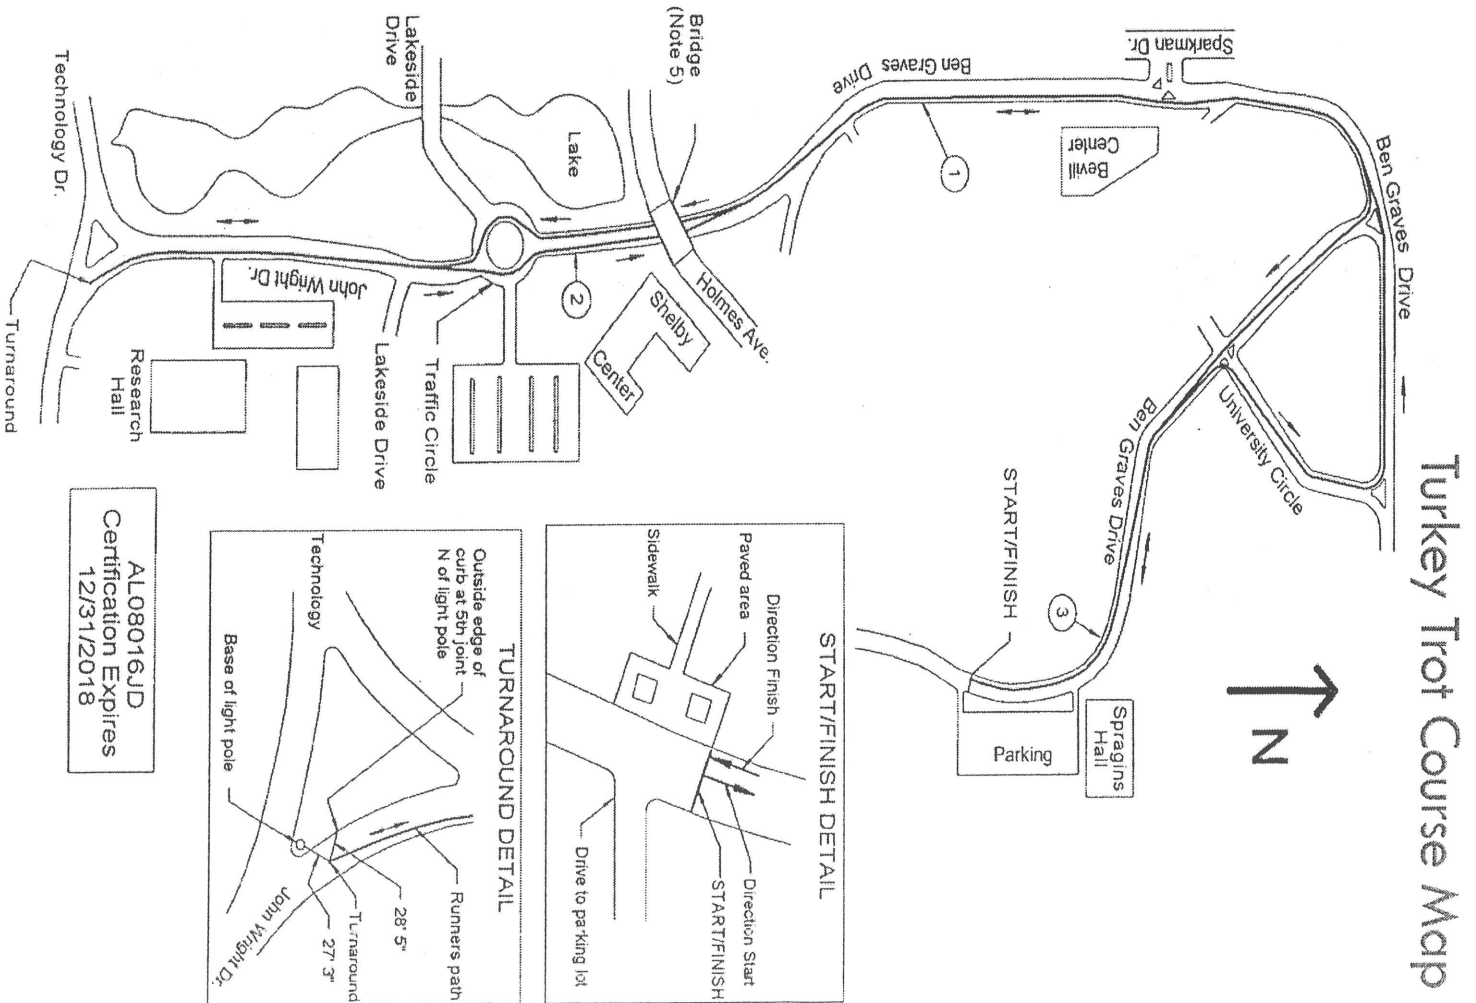 Turkey Trot Course Map
N
Sparkman Dr.
Ben Graves Drive
Ben Graves Drive
Bevill
Center
1
Bridge
(Note 5)
Lakeside
Drive
Lake
Technology Dr.
Holmes Ave.
Shelby
Center
2
University Circle
Ben Graves Drive
START/FINISH
3
Spragins
Hall
Parking
John Wright Dr.
Traffic Circle
Lakeside Drive
Research
Hall
Turnaround
START/FINISH DETAIL
Direction Finish
Paved area
Sidewalk
Direction Start
START/FINISH
Drive to parking lot
TURNAROUND DETAIL
Outside edge of
curb at 5th joint
N of light pole
Technology
Base of light pole
Runners path
28' 5"
Turnaround
27' 3"
John Wright Dr.
AL08016JD
Certification Expires
12/31/2018